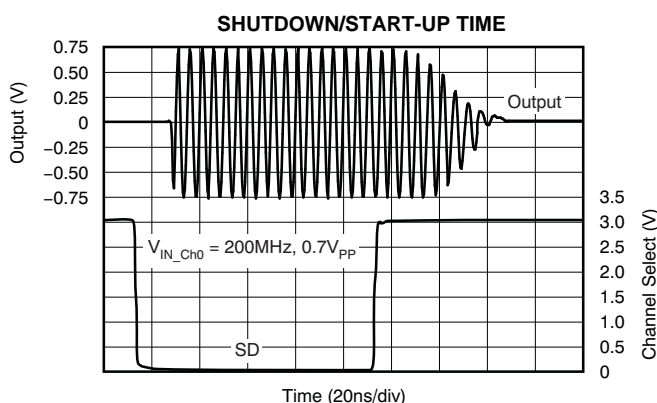 SHUTDOWN/START-UP TIME
Output (V)
0.75
0.50
0.25
0
−0.25
−0.50
−0.75
Output
3.5
3.0
2.5
2.0
1.5
1.0
0.5
0
Channel Select (V)
V_IN_Ch0 = 200MHz, 0.7V_PP
SD
Time (20ns/div)